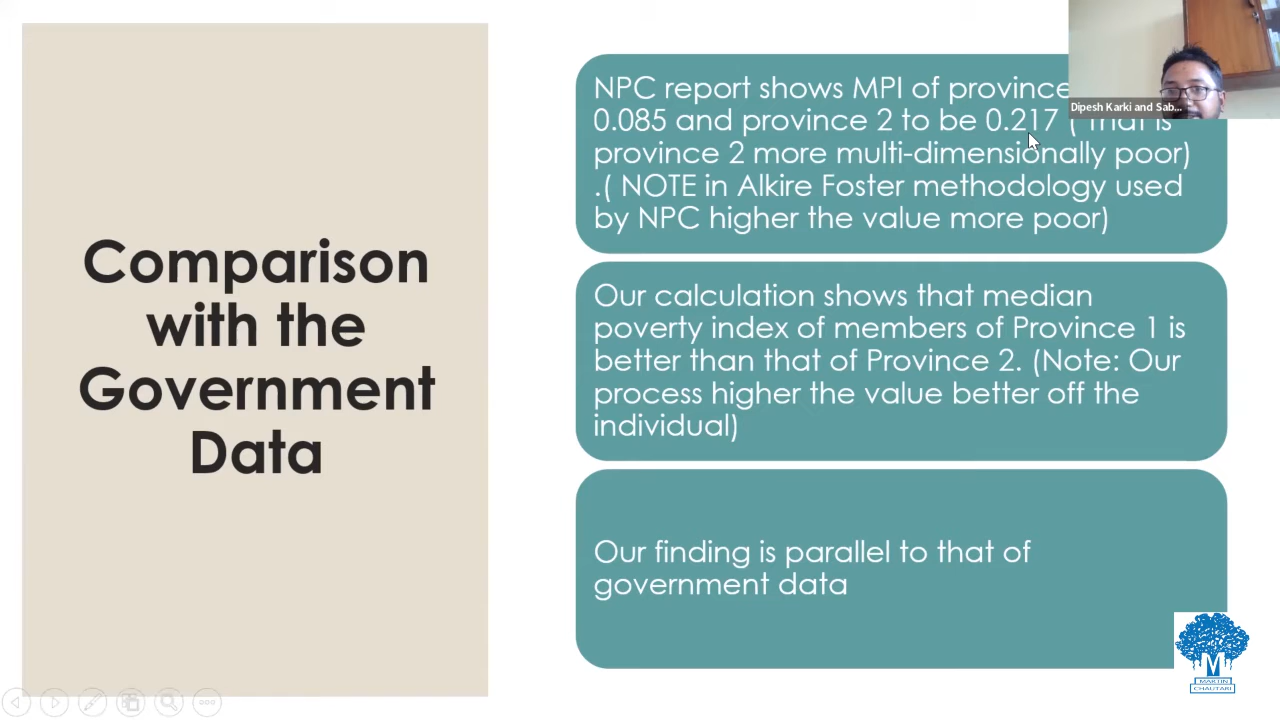 Comparison
with the
Government
Data
NPC report shows MPI of province
0.085 and province 2 to be 0.217 ( That is
province 2 more multi-dimensionally poor)
.( NOTE in Alkire Foster methodology used
by NPC higher the value more poor)
Our calculation shows that median
poverty index of members of Province 1 is
better than that of Province 2. (Note: Our
process higher the value better off the
individual)
Our finding is parallel to that of
government data
Dipesh Karki and Sab...
MARTIN
CHAUTARI